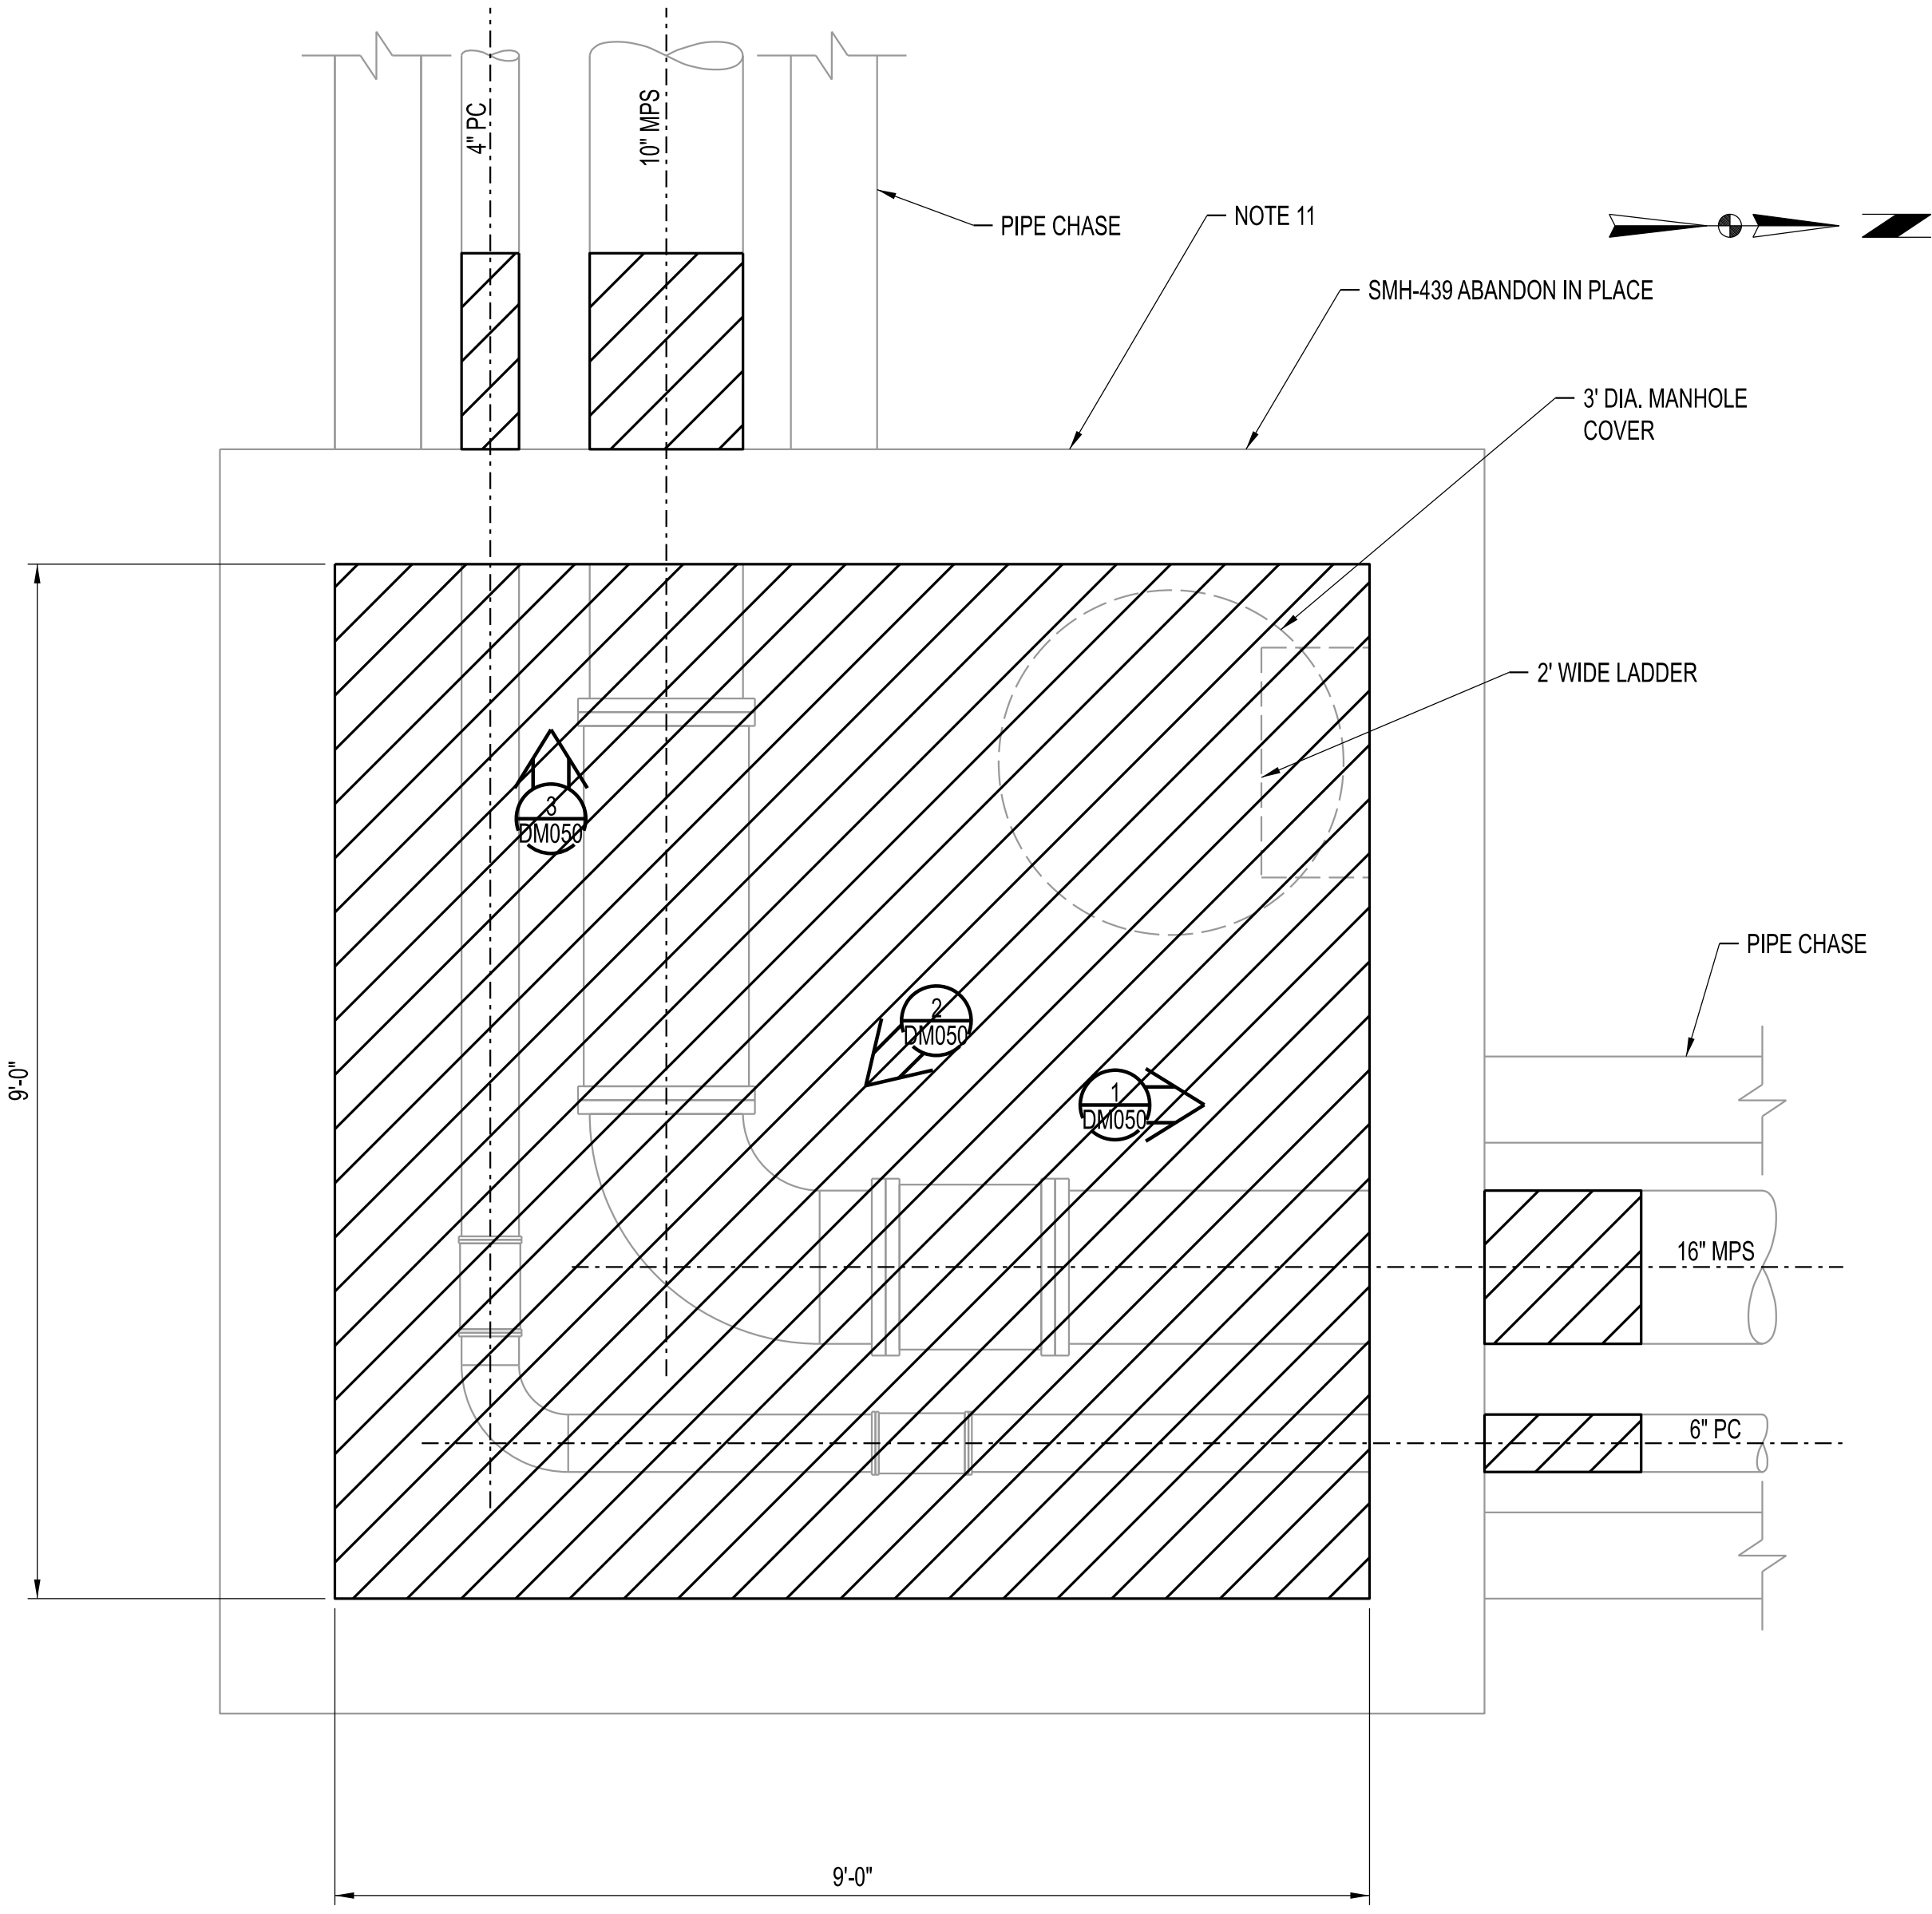 4" PC
10" MPS
PIPE CHASE
NOTE 11
N
SMH-439 ABANDON IN PLACE
3' DIA. MANHOLE
COVER
2' WIDE LADDER
3
DM050
PIPE CHASE
2
DM050
9'-0"
1
DM050
16" MPS
6" PC
9'-0"